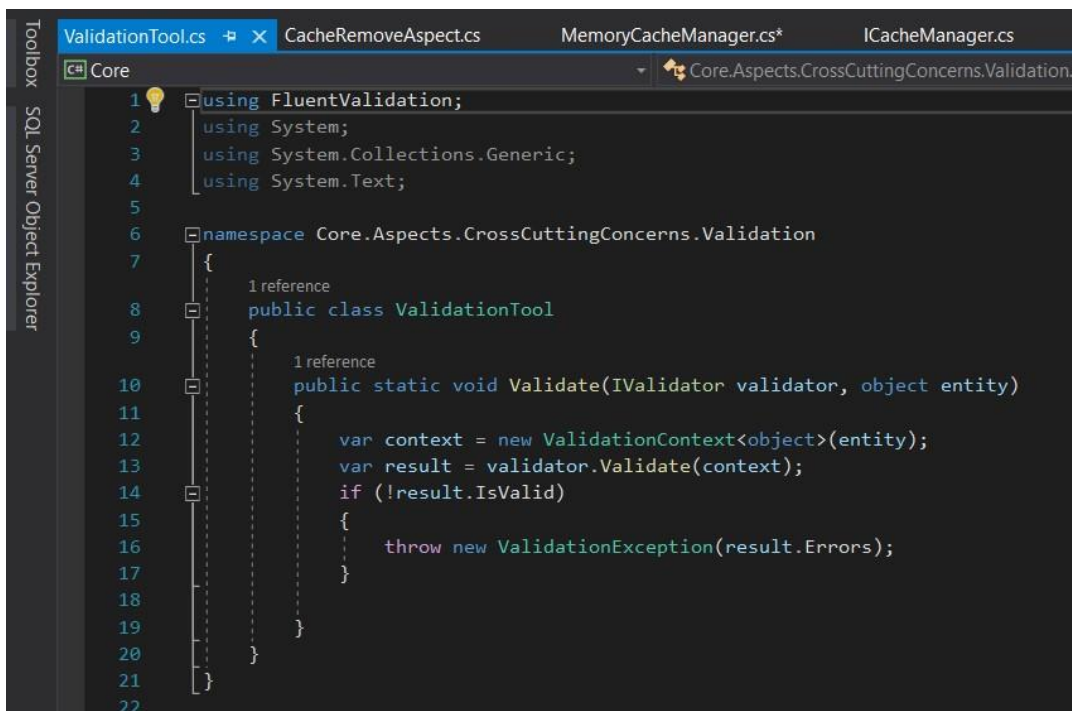 Toolbox
SQL Server Object Explorer
ValidationTool.cs CacheRemoveAspect.cs MemoryCacheManager.cs* ICacheManager.cs
C# Core Core.Aspects.CrossCuttingConcerns.Validation.
1 using FluentValidation;
2 using System;
3 using System.Collections.Generic;
4 using System.Text;
5
6 namespace Core.Aspects.CrossCuttingConcerns.Validation
7 {
1 reference
8 public class ValidationTool
9 {
1 reference
10 public static void Validate(IValidator validator, object entity)
11 {
12 var context = new ValidationContext<object>(entity);
13 var result = validator.Validate(context);
14 if (!result.IsValid)
15 {
16 throw new ValidationException(result.Errors);
17 }
18
19 }
20 }
21 }
22